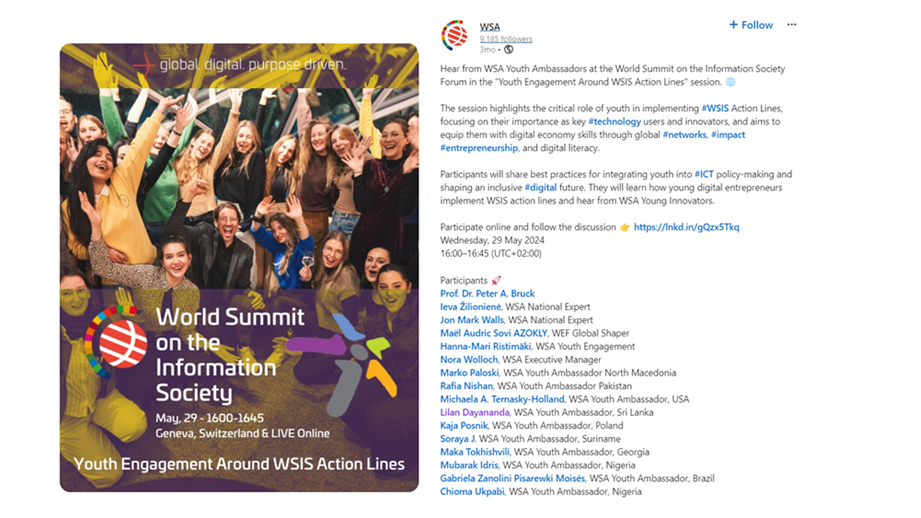 global. digital. purpose driven.
World Summit
on the
Information
Society
May, 29 - 1600-1645
Geneva, Switzerland & LIVE Online
Youth Engagement Around WSIS Action Lines
WSA
9,185 followers
3mo •
+ Follow ...
Hear from WSA Youth Ambassadors at the World Summit on the Information Society
Forum in the "Youth Engagement Around WSIS Action Lines" session. 🌐
The session highlights the critical role of youth in implementing #WSIS Action Lines,
focusing on their importance as key #technology users and innovators, and aims to
equip them with digital economy skills through global #networks, #impact
#entrepreneurship, and digital literacy.
Participants will share best practices for integrating youth into #ICT policy-making and
shaping an inclusive #digital future. They will learn how young digital entrepreneurs
implement WSIS action lines and hear from WSA Young Innovators.
Participate online and follow the discussion 👉 https://lnkd.in/gQzx5Tkq
Wednesday, 29 May 2024
16:00–16:45 (UTC+02:00)
Participants 🚀
Prof. Dr. Peter A. Bruck
Ieva Žilionienė, WSA National Expert
Jon Mark Walls, WSA National Expert
Maël Audric Sovi AZOKLY, WEF Global Shaper
Hanna-Mari Ristimäki, WSA Youth Engagement
Nora Wolloch, WSA Executive Manager
Marko Paloski, WSA Youth Ambassador North Macedonia
Rafia Nishan, WSA Youth Ambassador Pakistan
Michaela A. Ternasky-Holland, WSA Youth Ambassador, USA
Lilan Dayananda, WSA Youth Ambassador, Sri Lanka
Kaja Posnik, WSA Youth Ambassador, Poland
Soraya J. WSA Youth Ambassador, Suriname
Maka Tokhishvili, WSA Youth Ambassador, Georgia
Mubarak Idris, WSA Youth Ambassador, Nigeria
Gabriela Zanolini Pisarewki Moisés, WSA Youth Ambassador, Brazil
Chioma Ukpabi, WSA Youth Ambassador, Nigeria